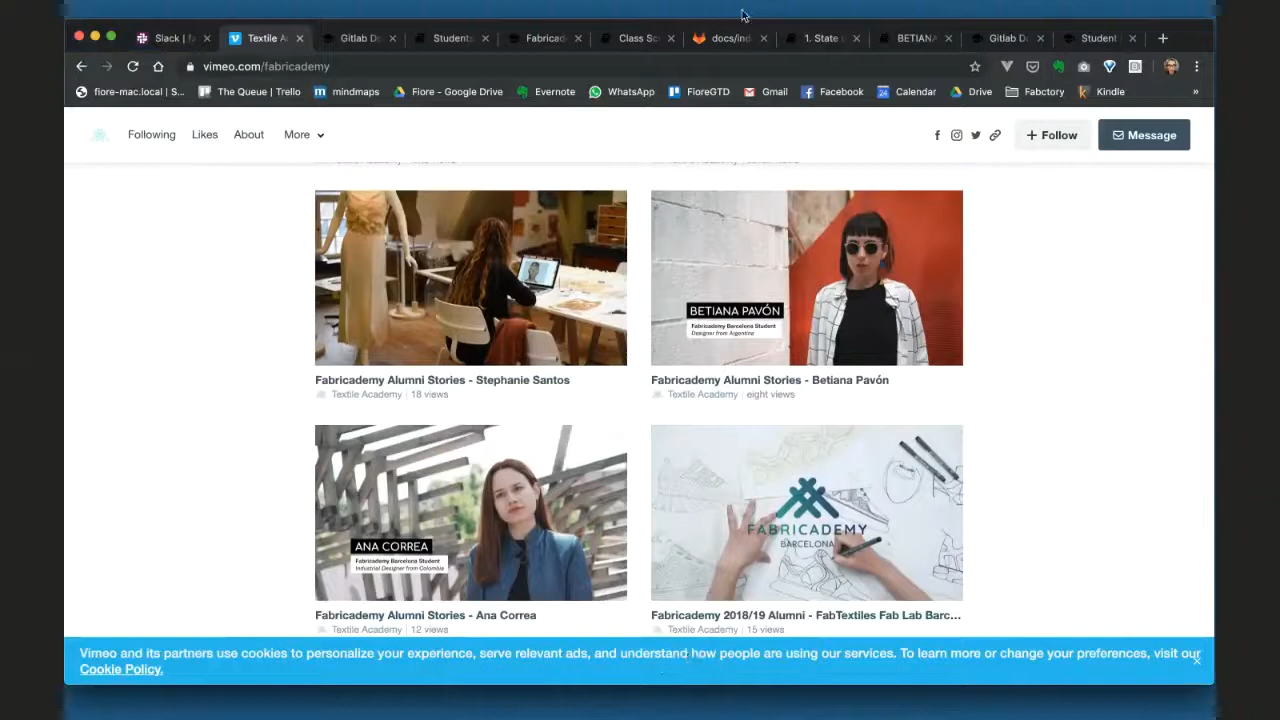 Slack | M
Textile A
Gitlab D
Students
Fabricad
Class Sc
docs/ind
1. State
BETIANA
Gitlab D
Student
vimeo.com/fabricademy
fiore-mac.local | S...
The Queue | Trello
mindmaps
Fiore - Google Drive
Evernote
WhatsApp
FioreGTD
Gmail
Facebook
Calendar
Drive
Fabctory
Kindle
»
Following
Likes
About
More
+ Follow
Message
BETIANA PAVÓN
Fabricademy Barcelona Student
Designer from Argentina
Fabricademy Alumni Stories - Stephanie Santos
Textile Academy | 18 views
Fabricademy Alumni Stories - Betiana Pavón
Textile Academy | eight views
ANA CORREA
Fabricademy Barcelona Student
Industrial Designer from Colombia
FABRICADEMY
BARCELONA
Fabricademy Alumni Stories - Ana Correa
Textile Academy | 12 views
Fabricademy 2018/19 Alumni - FabTextiles Fab Lab Barc...
Textile Academy | 15 views
Vimeo and its partners use cookies to personalize your experience, serve relevant ads, and understand how people are using our services. To learn more or change your preferences, visit our
Cookie Policy.